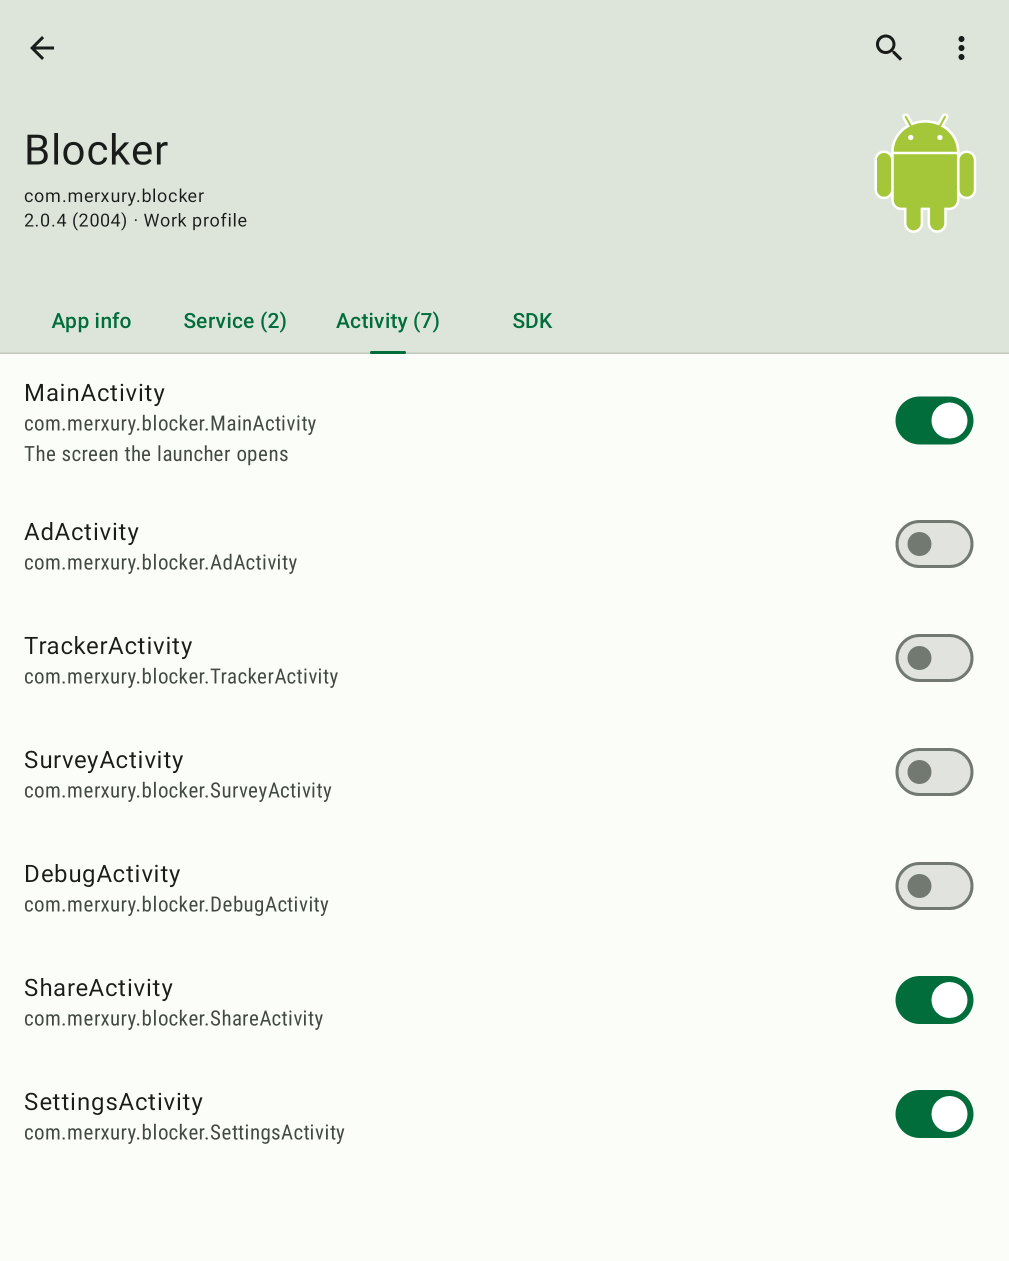 Blocker
com.merxury.blocker
2.0.4 (2004) · Work profile
App info
Service (2)
Activity (7)
SDK
MainActivity
com.merxury.blocker.MainActivity
The screen the launcher opens
AdActivity
com.merxury.blocker.AdActivity
TrackerActivity
com.merxury.blocker.TrackerActivity
SurveyActivity
com.merxury.blocker.SurveyActivity
DebugActivity
com.merxury.blocker.DebugActivity
ShareActivity
com.merxury.blocker.ShareActivity
SettingsActivity
com.merxury.blocker.SettingsActivity